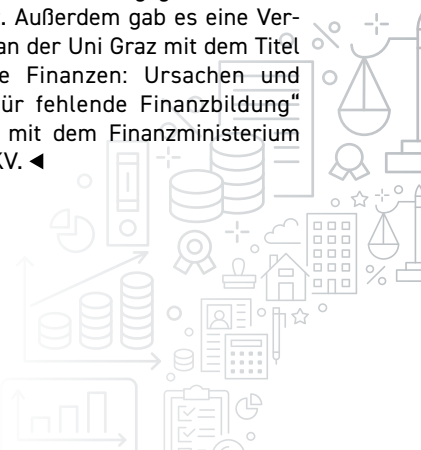 . Außerdem gab es eine Ver-
an der Uni Graz mit dem Titel
e Finanzen: Ursachen und
ür fehlende Finanzbildung“
mit dem Finanzministerium
KV. ◄